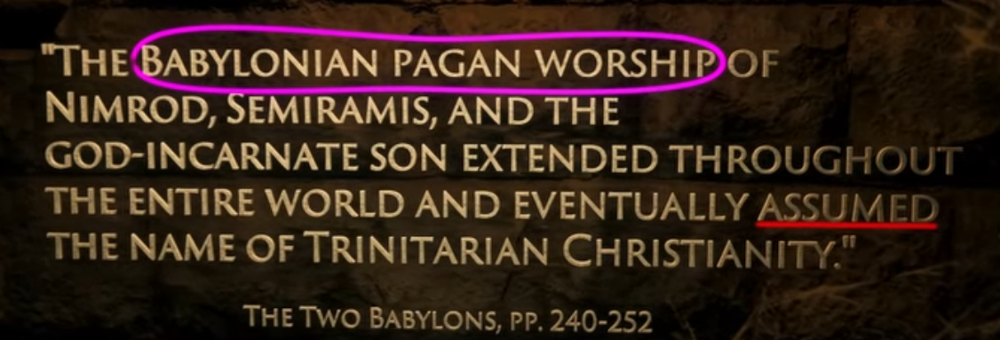 "The Babylonian pagan worship of
Nimrod, Semiramis, and the
god-incarnate son extended throughout
the entire world and eventually assumed
the name of Trinitarian Christianity."
The Two Babylons, pp. 240-252